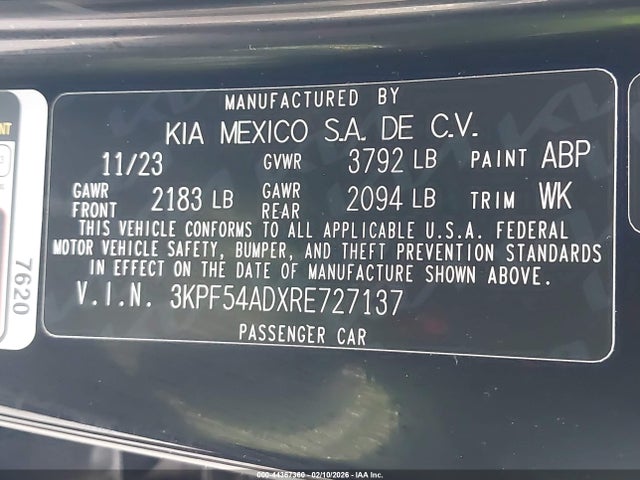 MANUFACTURED BY
KIA MEXICO S.A. DE C.V.
11/23 GVWR 3792 LB PAINT ABP
GAWR FRONT 2183 LB GAWR REAR 2094 LB TRIM WK
THIS VEHICLE CONFORMS TO ALL APPLICABLE U.S.A. FEDERAL
MOTOR VEHICLE SAFETY, BUMPER, AND THEFT PREVENTION STANDARDS
IN EFFECT ON THE DATE OF MANUFACTURE SHOWN ABOVE.
V.I.N. 3KPF54ADXRE727137
PASSENGER CAR
7620
000-44367360 - 02/10/2026 - IAA Inc.